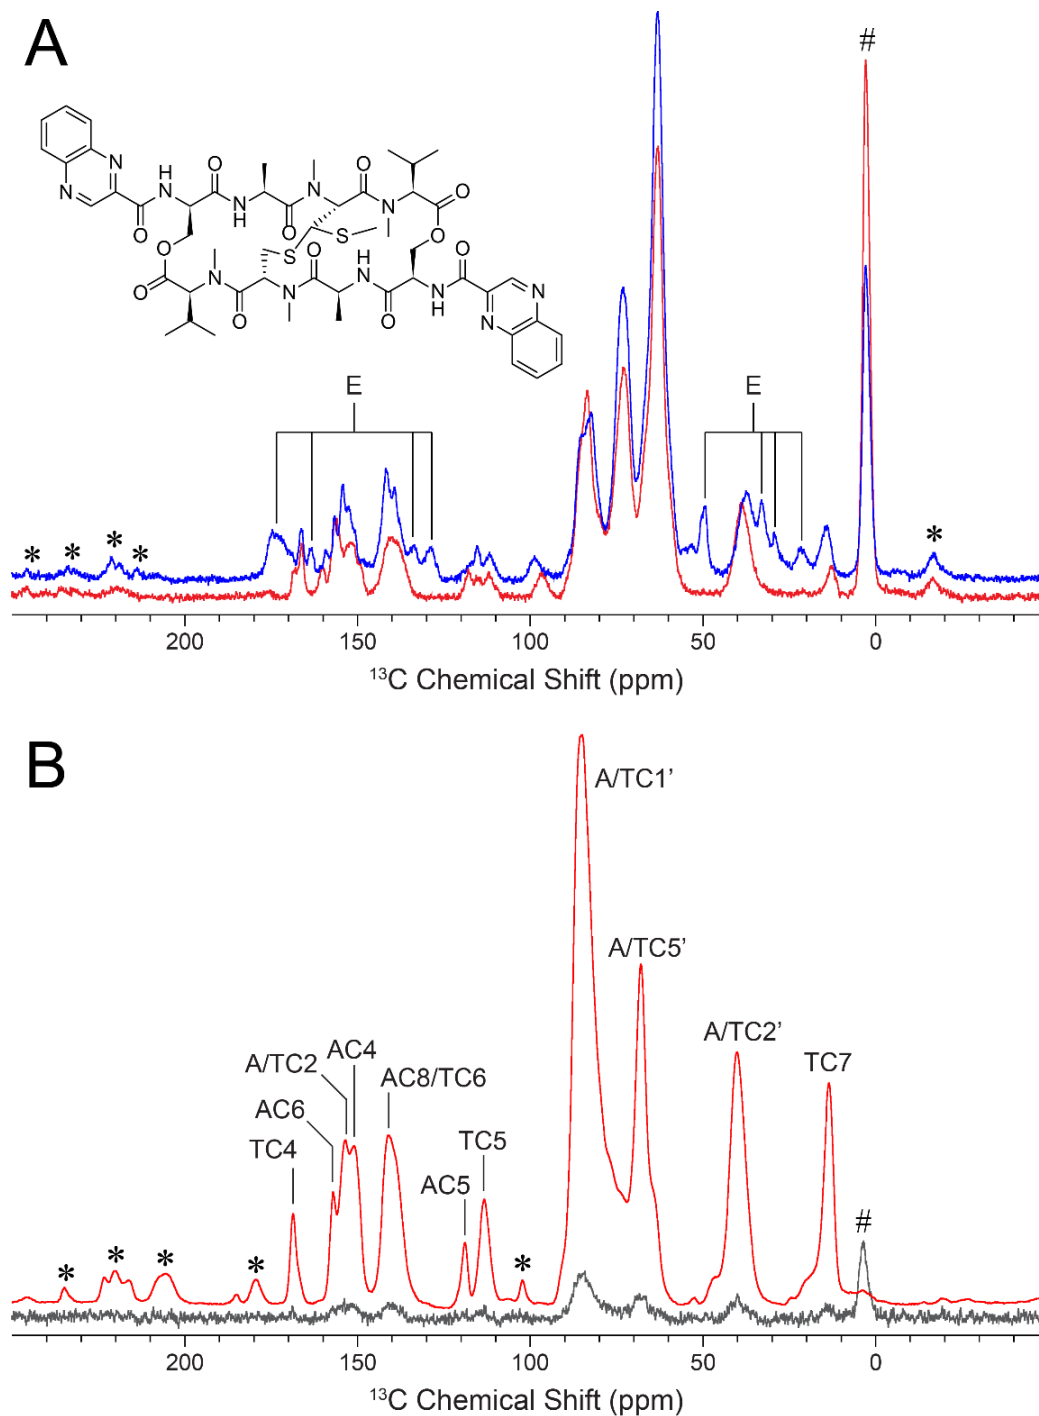 A
#
N
N
N
H
O
O
N
H
O
N
O
N
O
O
S
S
O
O
O
N
O
N
O
N
H
O
N
H
O
N
N
E
E
* * * * *
200 150 100 50 0
¹³C Chemical Shift (ppm)
B
A/TC1'
A/TC5'
A/TC2'
TC7
AC4
A/TC2
AC8/TC6
AC6
TC4
TC5
AC5
#
* * * * *
200 150 100 50 0
¹³C Chemical Shift (ppm)